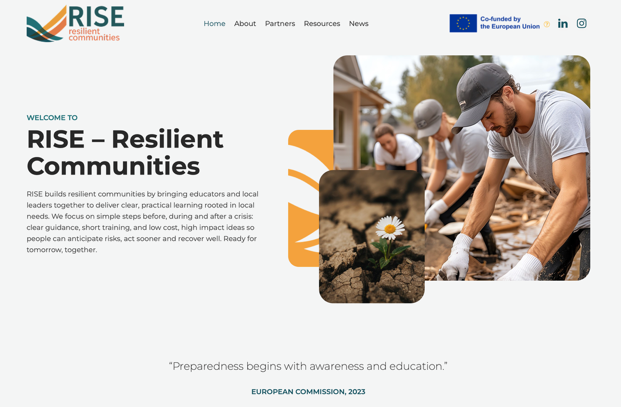 RISE
resilient
communities
Home About Partners Resources News
Co-funded by
the European Union
WELCOME TO
RISE – Resilient
Communities
RISE builds resilient communities by bringing educators and local
leaders together to deliver clear, practical learning rooted in local
needs. We focus on simple steps before, during and after a crisis:
clear guidance, short training, and low cost, high impact ideas so
people can anticipate risks, act sooner and recover well. Ready for
tomorrow, together.
“Preparedness begins with awareness and education.”
EUROPEAN COMMISSION, 2023